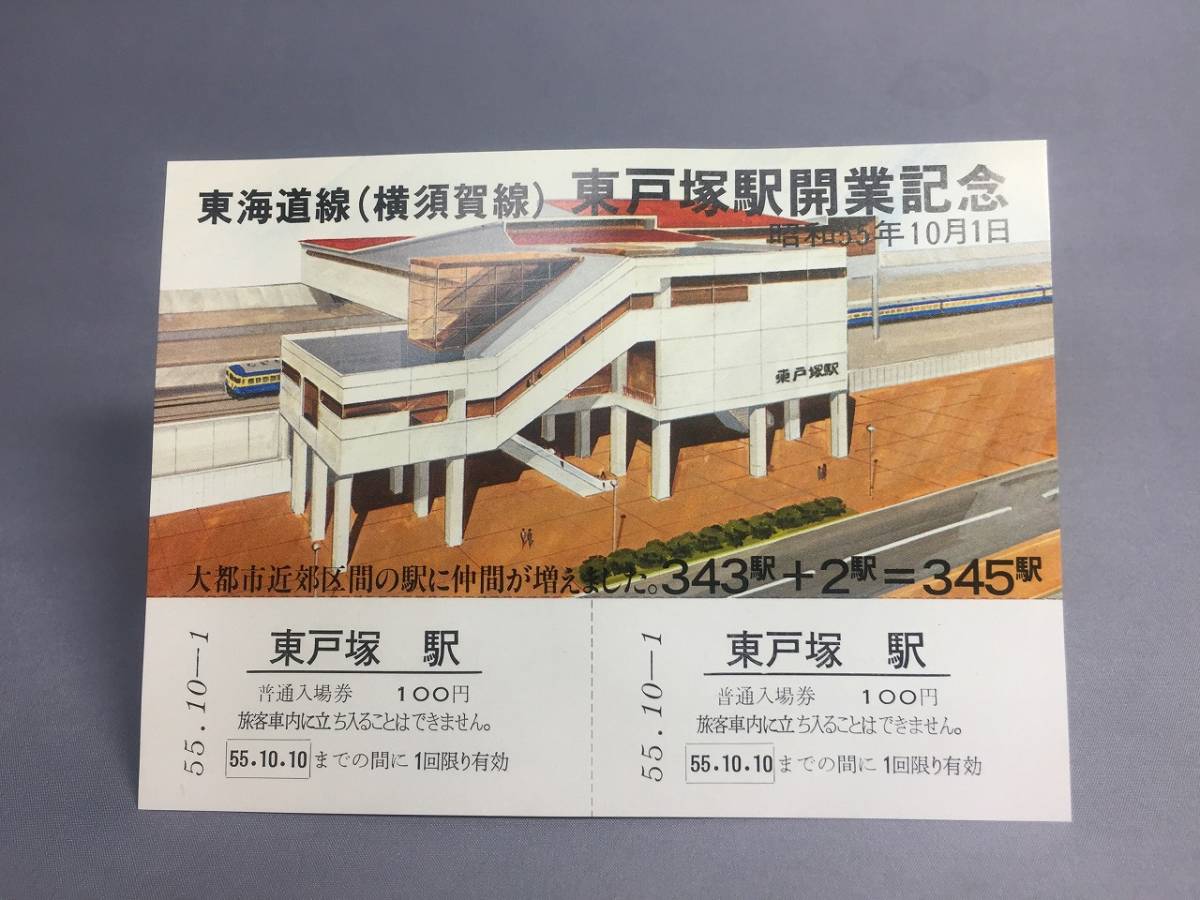 東海道線(横須賀線) 東戸塚駅開業記念
昭和55年10月1日
東戸塚駅
大都市近郊区間の駅に仲間が増えました。343駅+2駅=345駅
55.10―1
東戸塚 駅
普通入場券 100円
旅客車内に立ち入ることはできません。
55.10.10までの間に1回限り有効
55.10―1
東戸塚 駅
普通入場券 100円
旅客車内に立ち入ることはできません。
55.10.10までの間に1回限り有効